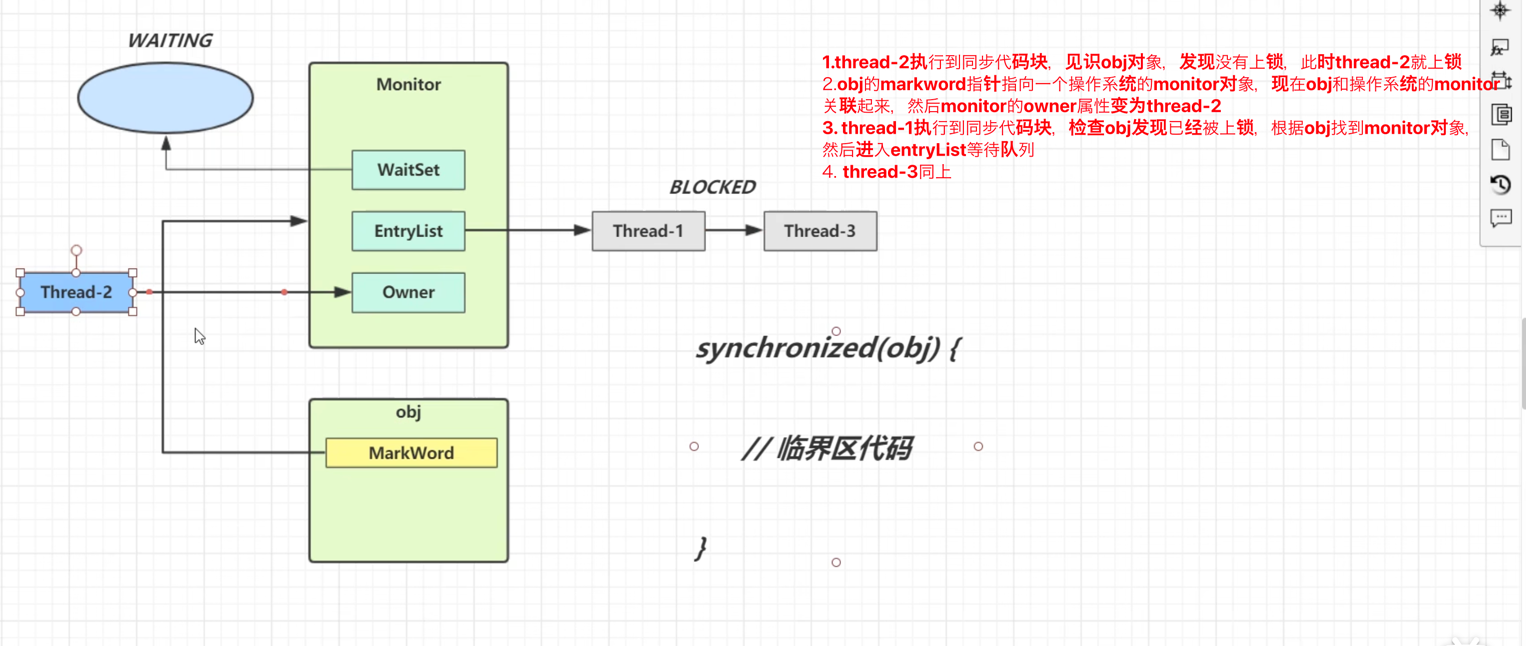 WAITING
Monitor
1.thread-2执行到同步代码块，见识obj对象，发现没有上锁，此时thread-2就上锁
2.obj的markword指针指向一个操作系统的monitor对象，现在obj和操作系统的monitor
关联起来，然后monitor的owner属性变为thread-2
3. thread-1执行到同步代码块，检查obj发现已经被上锁，根据obj找到monitor对象，
然后进入entryList等待队列
4. thread-3同上
WaitSet
BLOCKED
EntryList
Thread-1
Thread-3
Thread-2
Owner
synchronized(obj) {
obj
MarkWord
// 临界区代码
}